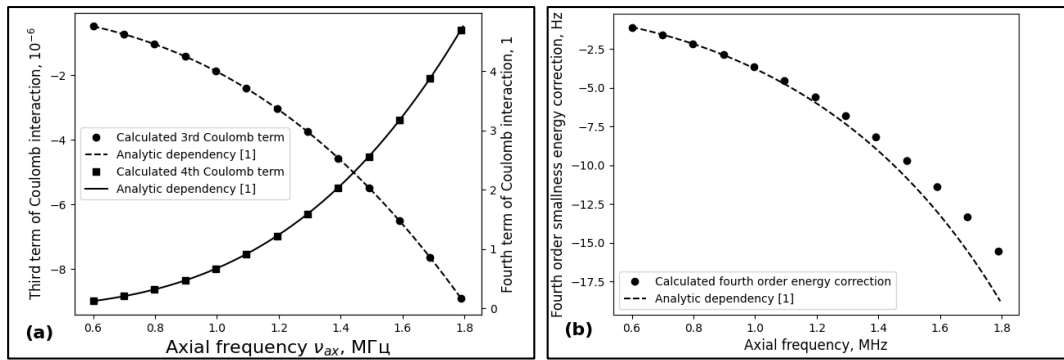 Third term of Coulomb interaction, 10⁻⁶
−2
−4
−6
−8
Calculated 3rd Coulomb term
Analytic dependency [1]
Calculated 4th Coulomb term
Analytic dependency [1]
4
3
2
1
0
Fourth term of Coulomb interaction, 1
0.6 0.8 1.0 1.2 1.4 1.6 1.8
(a)
Axial frequency νax, МГц
Fourth order smallness energy correction, Hz
−2.5
−5.0
−7.5
−10.0
−12.5
−15.0
−17.5
Calculated fourth order energy correction
Analytic dependency [1]
0.6 0.8 1.0 1.2 1.4 1.6 1.8
(b)
Axial frequency, MHz